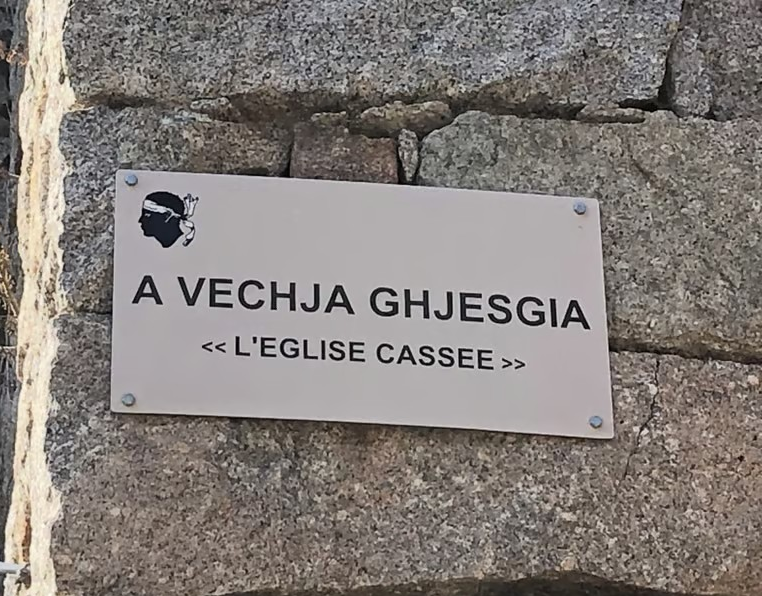 A VECHJA GHJESGIA
<< L'EGLISE CASSEE >>